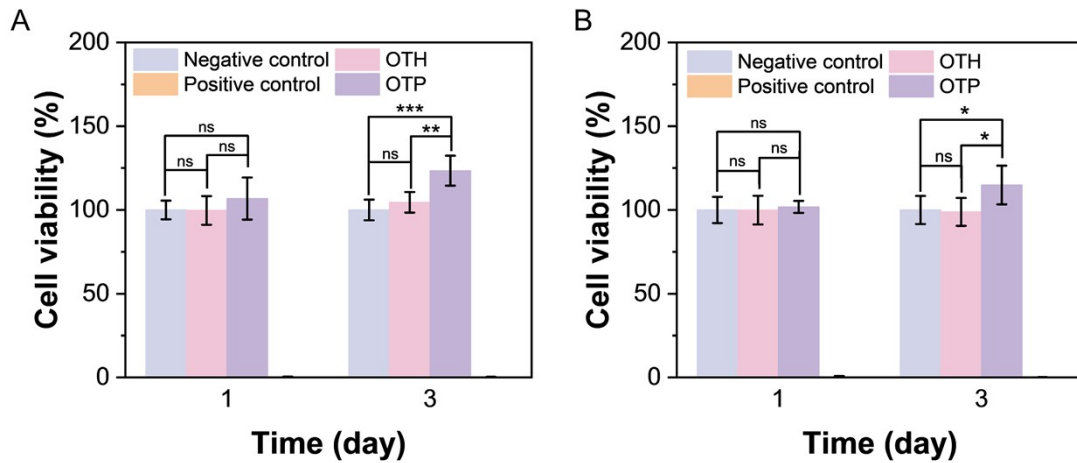 A
Cell viability (%)
200
150
100
50
0
Negative control
OTH
Positive control
OTP
ns
ns
ns
***
**
ns
1
3
Time (day)
B
Cell viability (%)
200
150
100
50
0
Negative control
OTH
Positive control
OTP
ns
ns
ns
*
*
ns
1
3
Time (day)